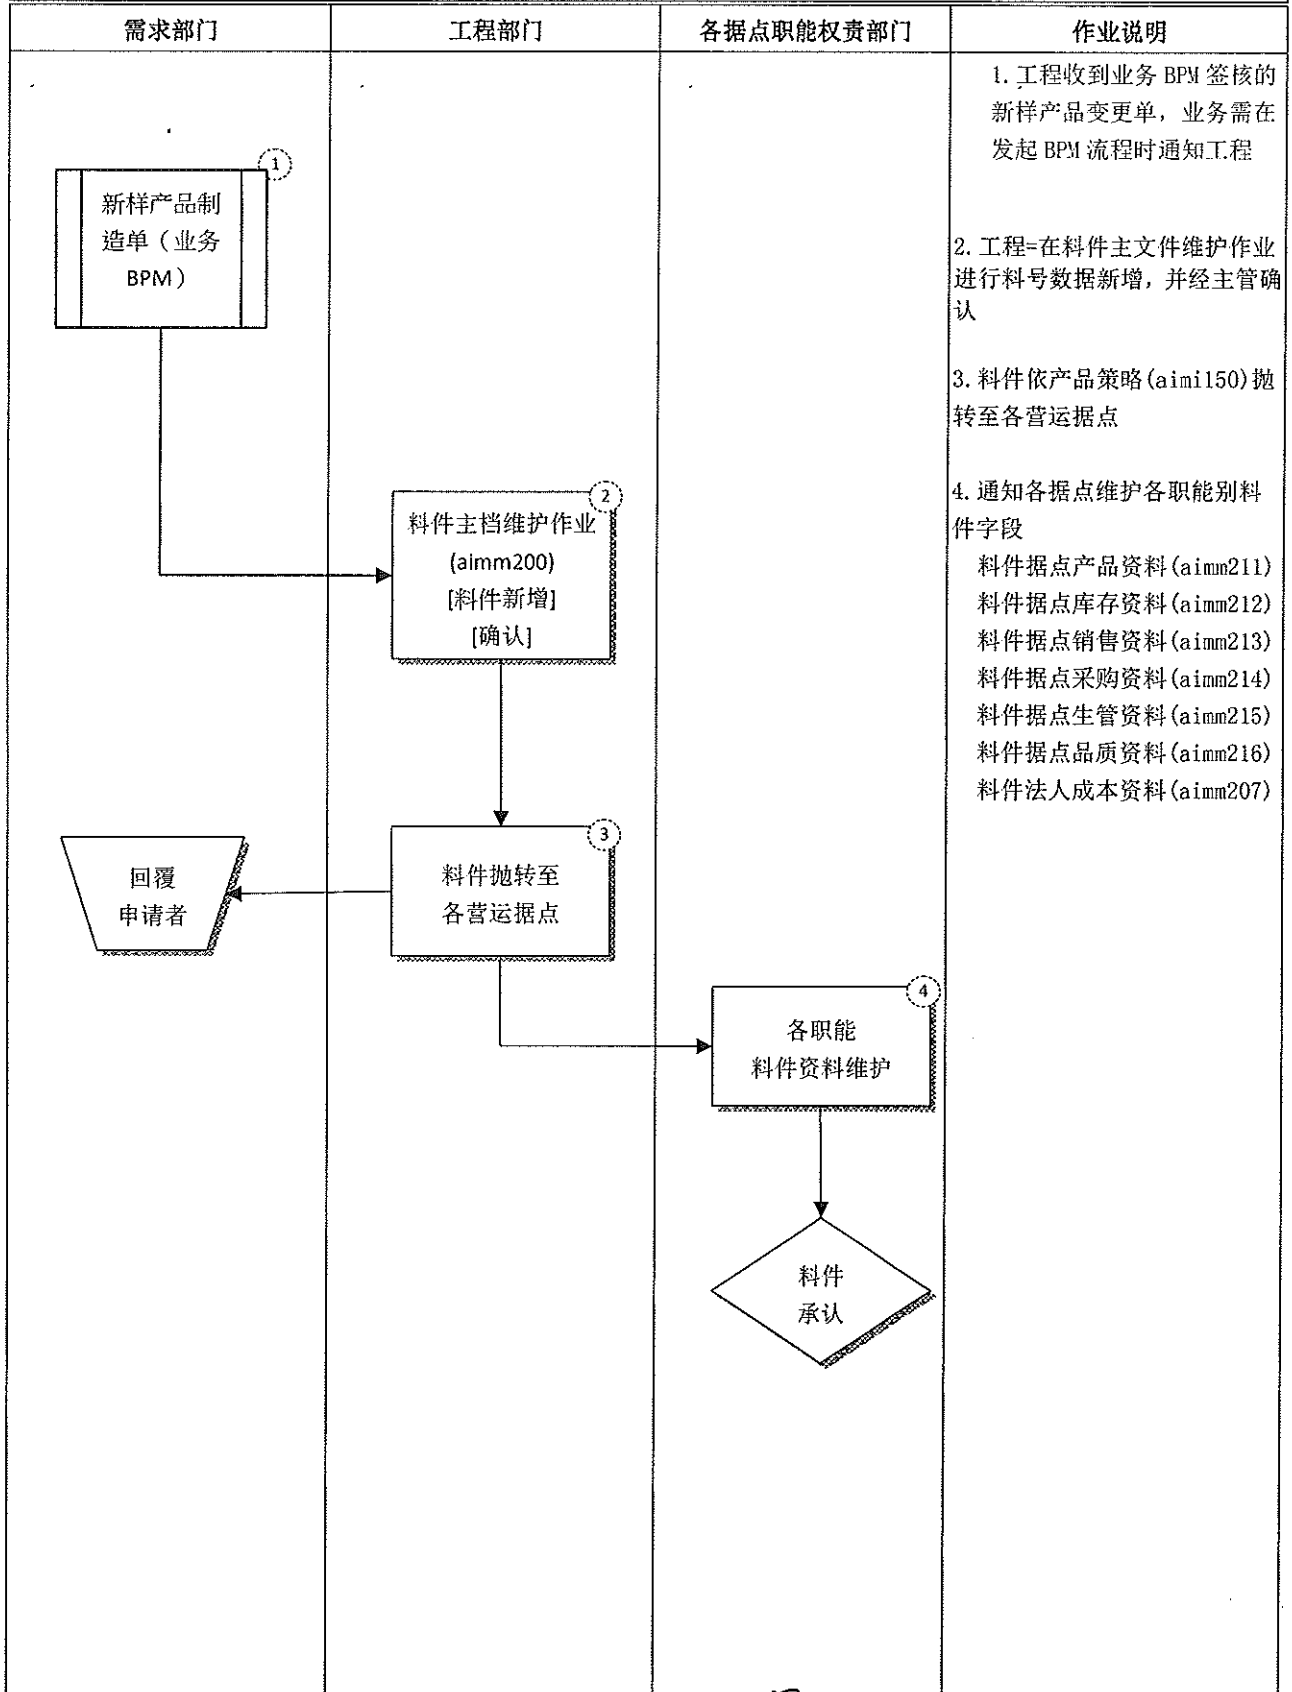 需求部门
工程部门
各据点职能权责部门
作业说明
1
新样产品制
造单（业务
BPM）
2
料件主档维护作业
(aimm200)
[料件新增]
[确认]
3
料件抛转至
各营运据点
回覆
申请者
4
各职能
料件资料维护
料件
承认
1.工程收到业务 BPM 签核的
新样产品变更单，业务需在
发起 BPM 流程时通知工程
2.工程=在料件主文件维护作业
进行料号数据新增，并经主管确
认
3.料件依产品策略(aimi150)抛
转至各营运据点
4.通知各据点维护各职能别料
件字段
料件据点产品资料(aimm211)
料件据点库存资料(aimm212)
料件据点销售资料(aimm213)
料件据点采购资料(aimm214)
料件据点生管资料(aimm215)
料件据点品质资料(aimm216)
料件法人成本资料(aimm207)